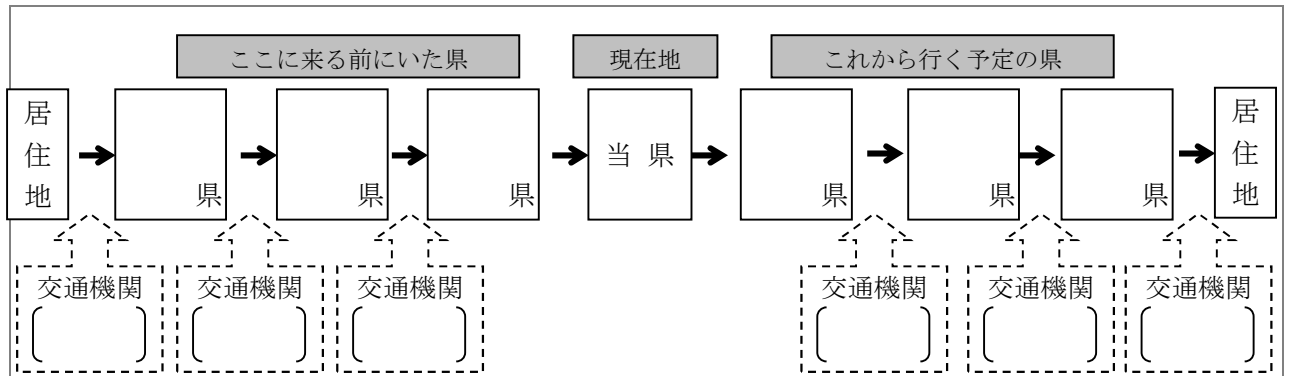 ここに来る前にいた県
現在地
これから行く予定の県
居住地
県
県
県
当 県
県
県
県
居住地
交通機関
交通機関
交通機関
交通機関
交通機関
交通機関